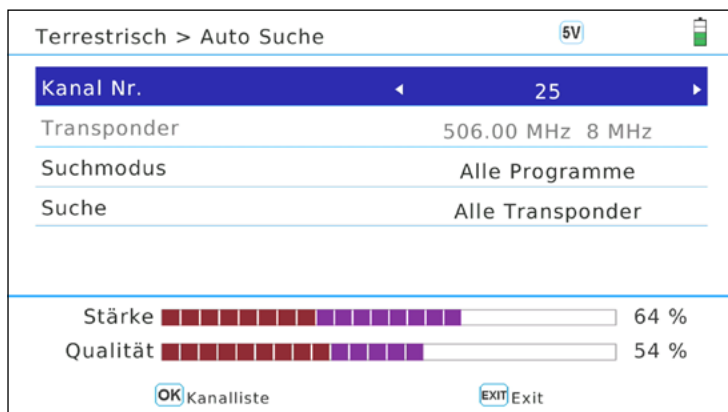 Terrestrisch > Auto Suche 5V
Kanal Nr. 25
Transponder 506.00 MHz 8 MHz
Suchmodus Alle Programme
Suche Alle Transponder
Stärke 64 %
Qualität 54 %
OK Kanalliste EXIT Exit